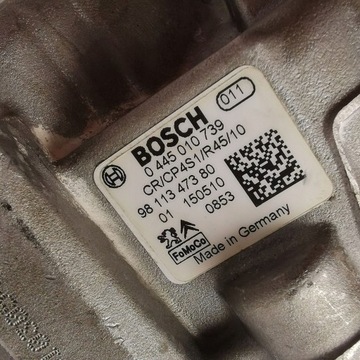 BOSCH
011
0 445 010 739
CR/CP4S1/R45/10
98 113 473 80
01 150510
0853
FoMoCo
Made in Germany